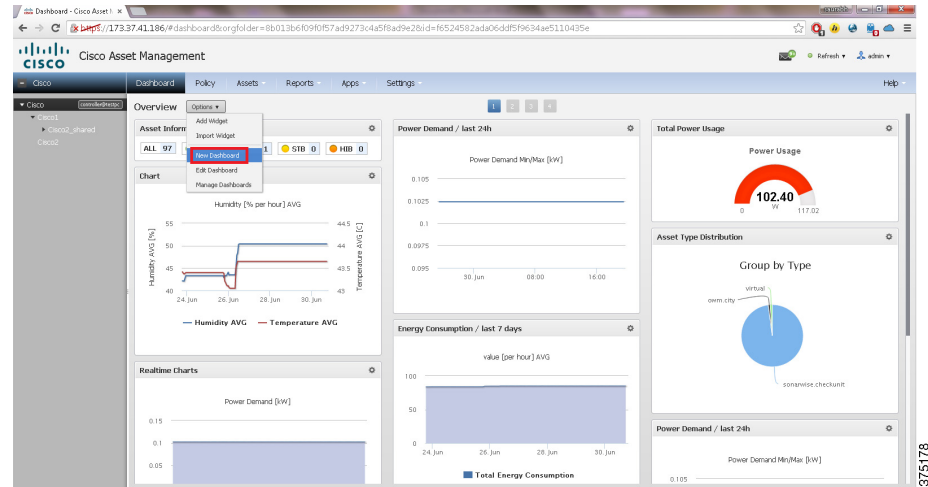 Dashboard - Cisco Asset M
saurabh
https://173.37.41.186/#dashboard&orgfolder=8b013b6f09f0f57ad9273c4a5f8ad9e2&id=f6524582ada06ddf5f9634ae5110435e
CISCO Cisco Asset Management
Refresh admin
Cisco
Dashboard Policy Assets Reports Apps Settings Help
Cisco
Cisco1
Cisco2_shared
Cisco2
Overview Options
1 2 3 4
Add Widget
Import Widget
New Dashboard
Edit Dashboard
Manage Dashboards
Asset Inform
ALL 97
1
STB 0
HIB 0
Chart
Humidity [% per hour] AVG
Humidity AVG [%]
55
50
45
40
44.5
44
43.5
43
Temperature AVG [C]
24. Jun 26. Jun 28. Jun 30. Jun
Humidity AVG Temperature AVG
Realtime Charts
Power Demand [kW]
0.15
0.1
0.05
Power Demand / last 24h
Power Demand Min/Max [kW]
0.105
0.1025
0.1
0.0975
0.095
30. Jun 08:00 16:00
Energy Consumption / last 7 days
value [per hour] AVG
100
50
0
24. Jun 26. Jun 28. Jun 30. Jun
Total Energy Consumption
Total Power Usage
Power Usage
102.40
W
0 117.02
Asset Type Distribution
Group by Type
virtual
own.city
sonarwise checkunit
Power Demand / last 24h
Power Demand Min/Max [kW]
0.105
375178